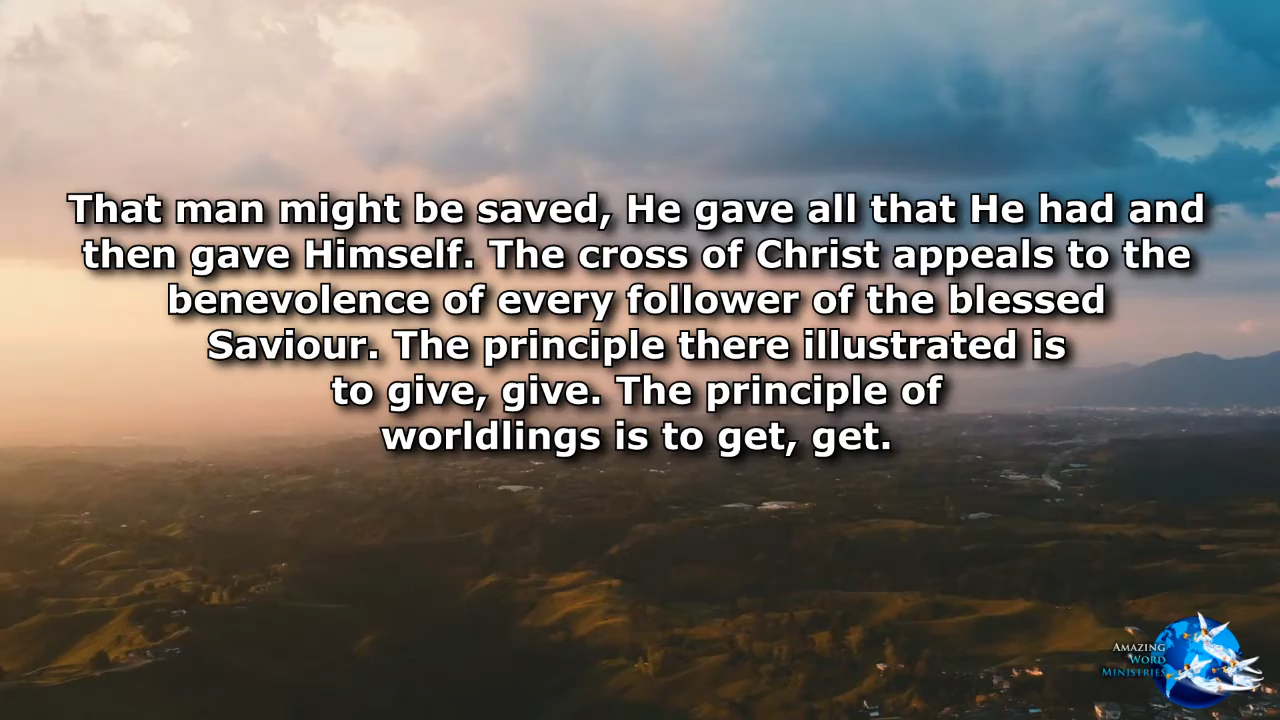 That man might be saved, He gave all that He had and
then gave Himself. The cross of Christ appeals to the
benevolence of every follower of the blessed
Saviour. The principle there illustrated is
to give, give. The principle of
worldlings is to get, get.
Amazing
Word
Ministries